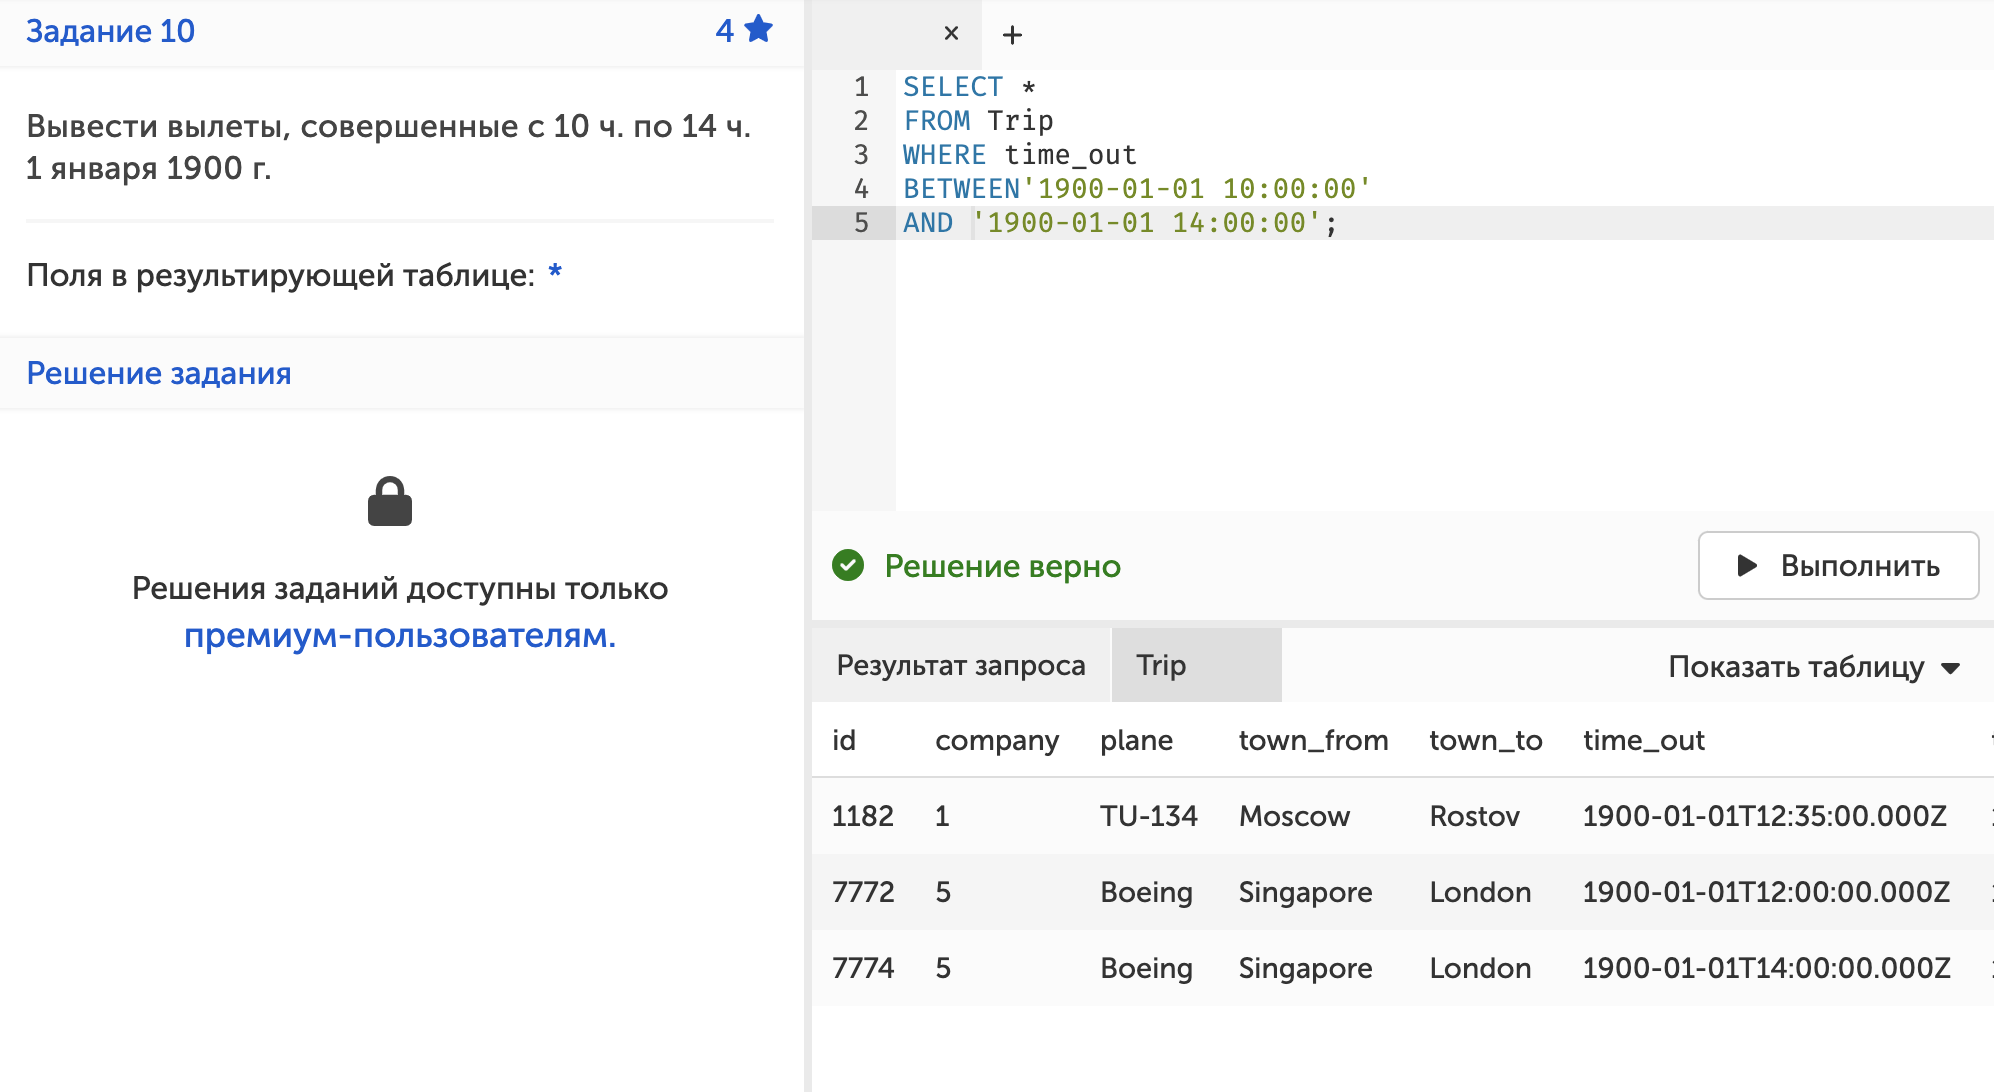 Задание 10
4
Вывести вылеты, совершенные с 10 ч. по 14 ч.
1 января 1900 г.
Поля в результирующей таблице: *
Решение задания
Решения заданий доступны только
премиум-пользователям.
× +
1 SELECT *
2 FROM Trip
3 WHERE time_out
4 BETWEEN'1900-01-01 10:00:00'
5 AND '1900-01-01 14:00:00';
Решение верно
Выполнить
Результат запроса Trip Показать таблицу
id company plane town_from town_to time_out
1182 1 TU-134 Moscow Rostov 1900-01-01T12:35:00.000Z
7772 5 Boeing Singapore London 1900-01-01T12:00:00.000Z
7774 5 Boeing Singapore London 1900-01-01T14:00:00.000Z